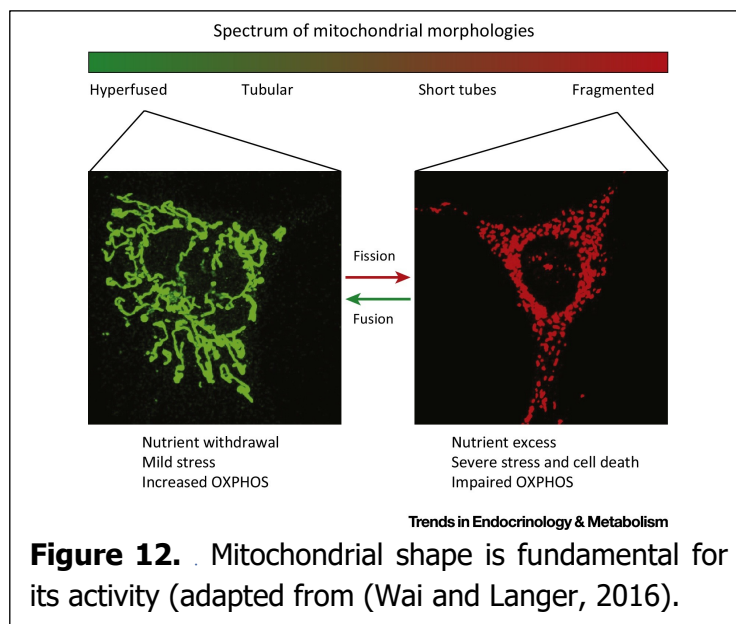 Spectrum of mitochondrial morphologies
Hyperfused Tubular Short tubes Fragmented
Fission
Fusion
Nutrient withdrawal
Mild stress
Increased OXPHOS
Nutrient excess
Severe stress and cell death
Impaired OXPHOS
Trends in Endocrinology & Metabolism
Figure 12. . Mitochondrial shape is fundamental for
its activity (adapted from (Wai and Langer, 2016).